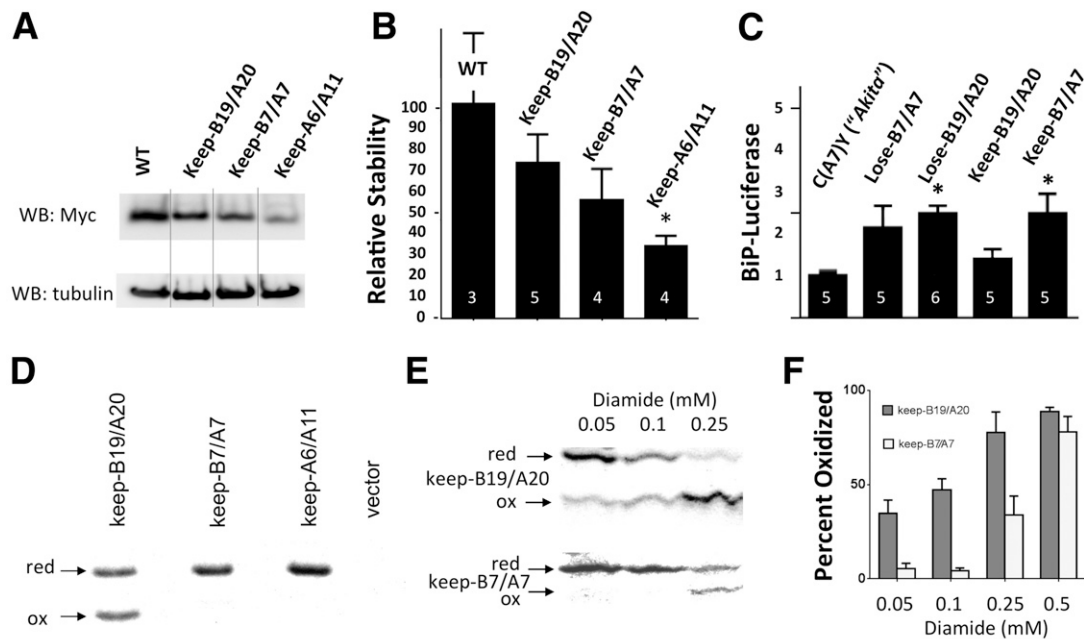 A
WT
Keep-B19/A20
Keep-B7/A7
Keep-A6/A11
WB: Myc
WB: tubulin
B
Relative Stability
100
80
70
60
50
40
30
20
10
0
WT
Keep-B19/A20
Keep-B7/A7
Keep-A6/A11
*
3
5
4
4
C
BiP-Luciferase
5
4
3
2
1
C(A7)Y ("Akita")
Lose-B7/A7
Lose-B19/A20
Keep-B19/A20
Keep-B7/A7
*
*
5
5
6
5
5
D
keep-B19/A20
keep-B7/A7
keep-A6/A11
vector
red
ox
E
Diamide (mM)
0.05 0.1 0.25
red
keep-B19/A20
ox
red
keep-B7/A7
ox
F
Percent Oxidized
100
50
0
keep-B19/A20
keep-B7/A7
0.05 0.1 0.25 0.5
Diamide (mM)